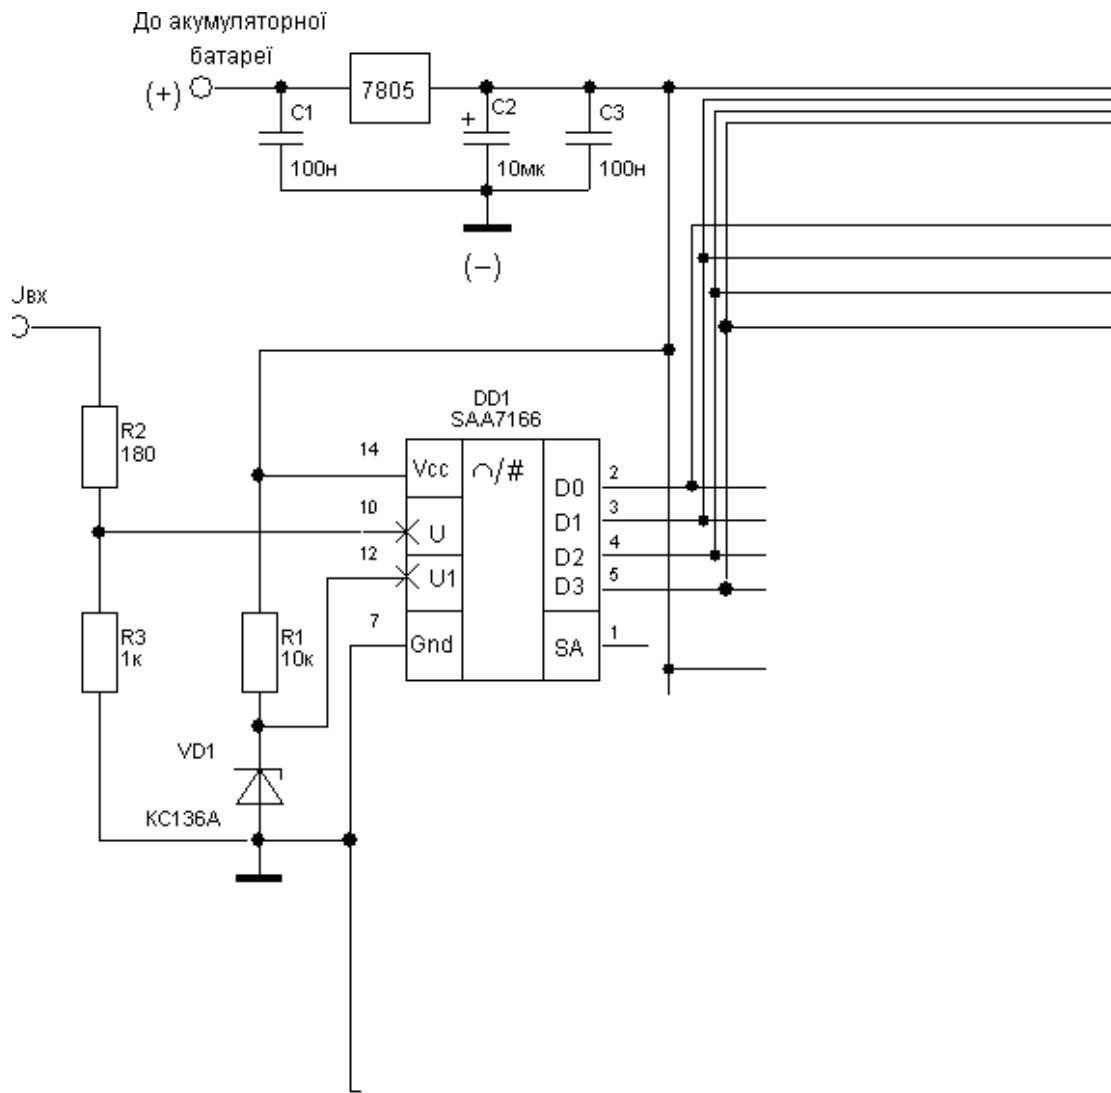 До акумуляторної
батареї
(+)
7805
C1
100н
+
C2
10мк
C3
100н
(−)
Uвх
R2
180
R3
1к
R1
10к
VD1
КС136А
DD1
SAA7166
14
10
12
7
Vcc
U
U1
Gnd
⌒/#
D0
D1
D2
D3
SA
2
3
4
5
1